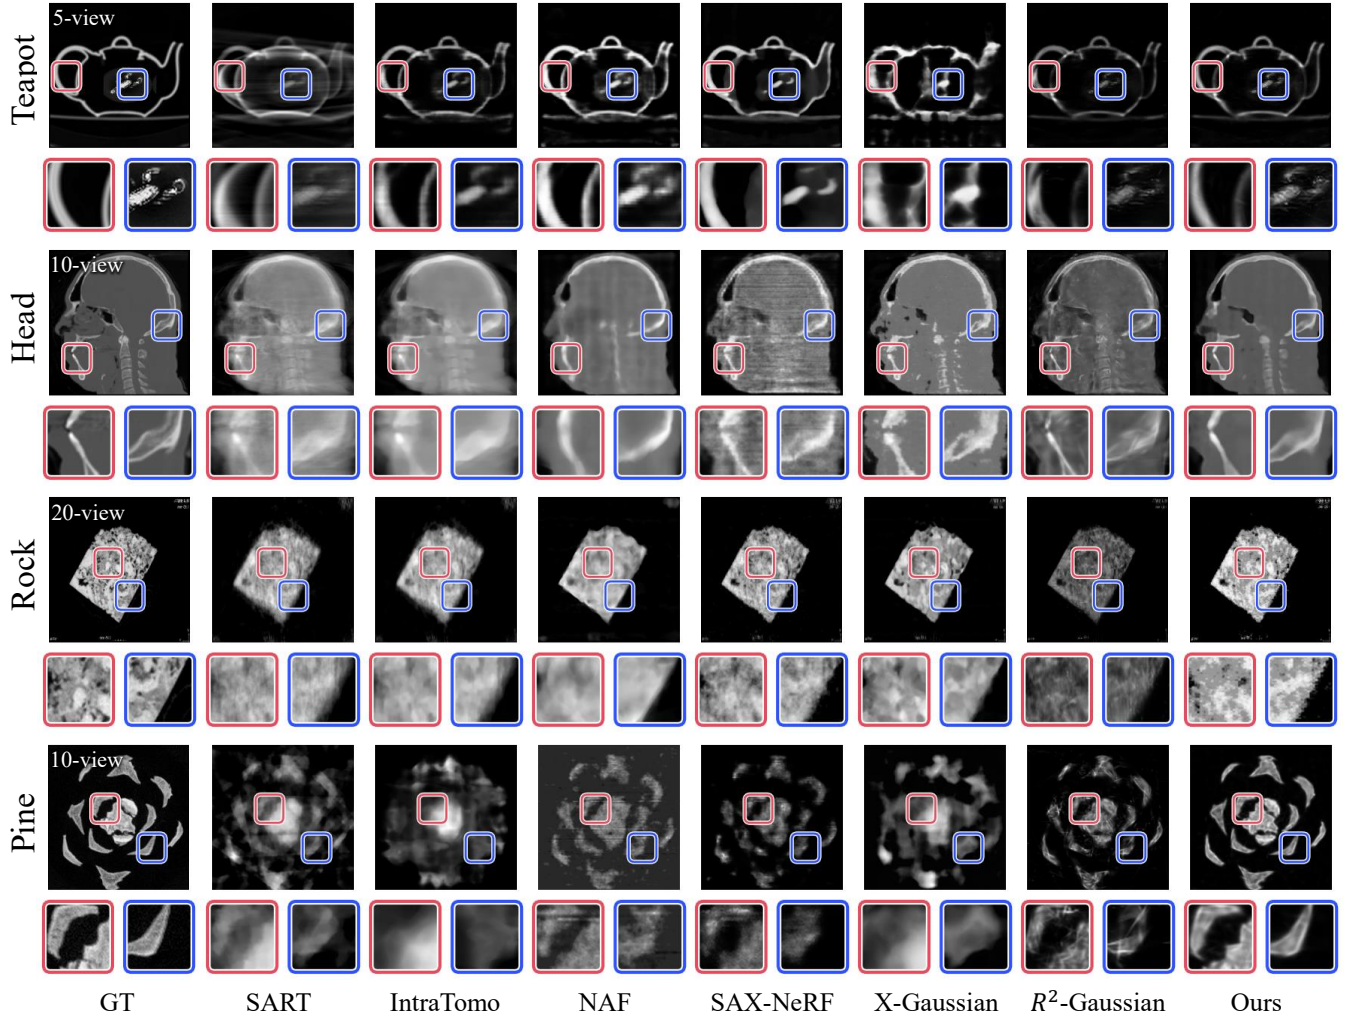 Teapot
5-view
Head
10-view
Rock
20-view
Pine
10-view
GT SART IntraTomo NAF SAX-NeRF X-Gaussian R²-Gaussian Ours